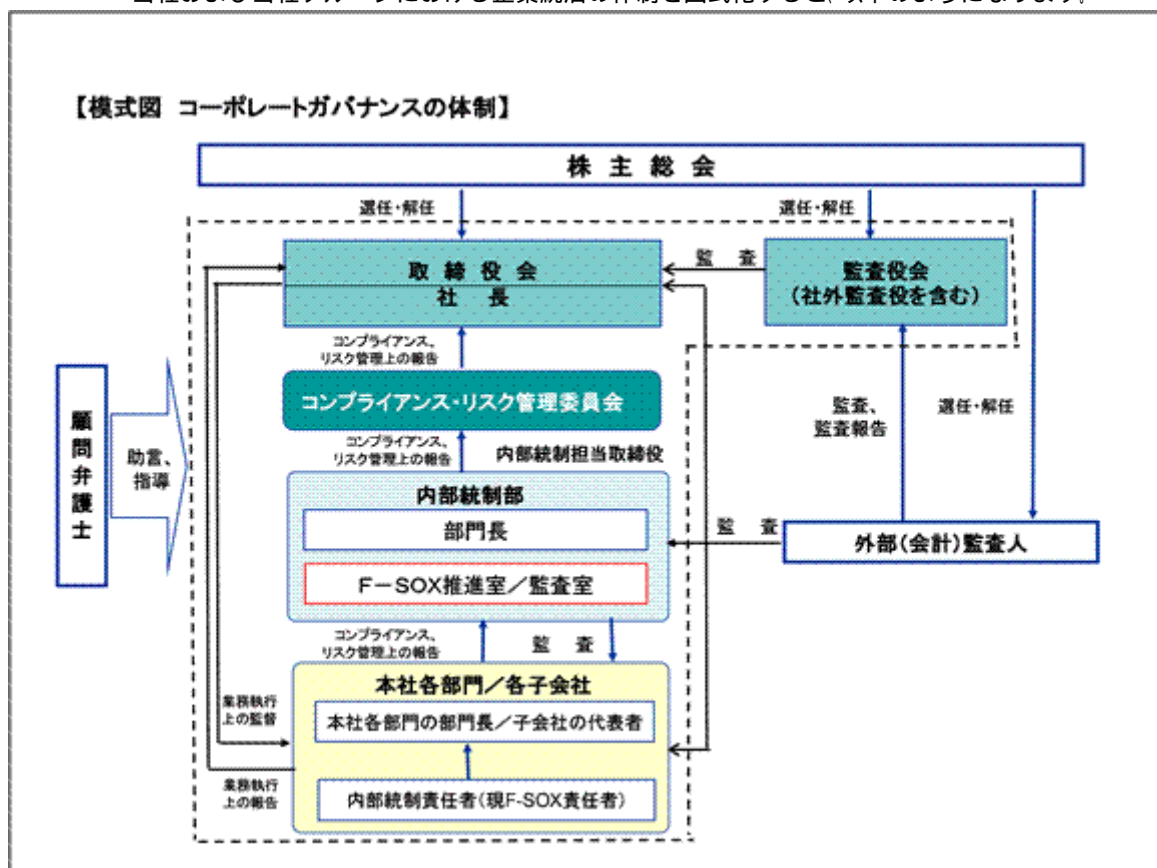 【模式図 コーポレートガバナンスの体制】
株主総会
選任・解任
選任・解任
取締役会
社長
監査
監査役会
(社外監査役を含む)
コンプライアンス、
リスク管理上の報告
コンプライアンス・リスク管理委員会
監査、
監査報告
選任・解任
顧問弁護士
助言、
指導
コンプライアンス、
リスク管理上の報告
内部統制担当取締役
内部統制部
部門長
F－SOX推進室／監査室
監査
外部(会計)監査人
コンプライアンス、
リスク管理上の報告
監査
本社各部門／各子会社
本社各部門の部門長／子会社の代表者
内部統制責任者(現F-SOX責任者)
業務執行
上の監督
業務執行
上の報告